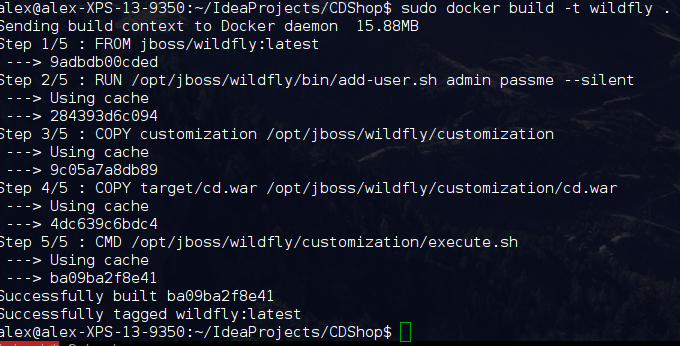 alex@alex-XPS-13-9350:~/IdeaProjects/CDShop$ sudo docker build -t wildfly .
Sending build context to Docker daemon  15.88MB
Step 1/5 : FROM jboss/wildfly:latest
 ---> 9adbdb00cded
Step 2/5 : RUN /opt/jboss/wildfly/bin/add-user.sh admin passme --silent
 ---> Using cache
 ---> 284393d6c094
Step 3/5 : COPY customization /opt/jboss/wildfly/customization
 ---> Using cache
 ---> 9c05a7a8db89
Step 4/5 : COPY target/cd.war /opt/jboss/wildfly/customization/cd.war
 ---> Using cache
 ---> 4dc639c6bdc4
Step 5/5 : CMD /opt/jboss/wildfly/customization/execute.sh
 ---> Using cache
 ---> ba09ba2f8e41
Successfully built ba09ba2f8e41
Successfully tagged wildfly:latest
alex@alex-XPS-13-9350:~/IdeaProjects/CDShop$